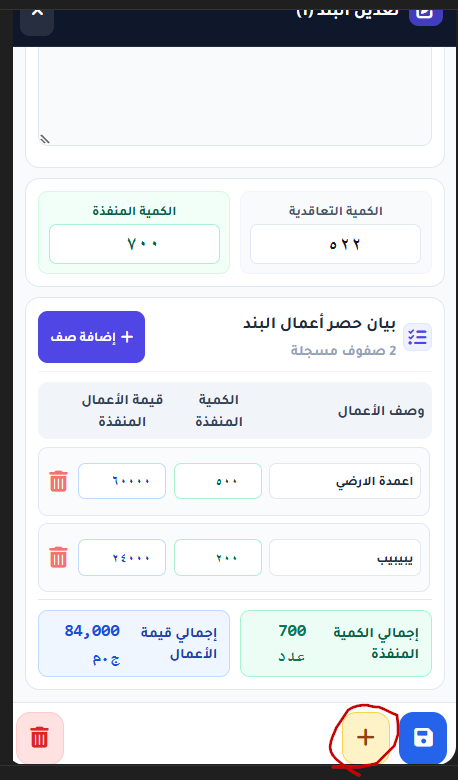 تعديل البند (1)
الكمية التعاقدية
الكمية المنفذة
٥٢٢
٧٠٠
بيان حصر أعمال البند
2 صفوف مسجلة
+ إضافة صف
وصف الأعمال
الكمية المنفذة
قيمة الأعمال المنفذة
اعمدة الارضي
٥٠٠
٦٠٠٠٠
يبيبيب
٢٠٠
٢٤٠٠٠
إجمالي الكمية المنفذة
700 عدد
إجمالي قيمة الأعمال
84,000 ج.م